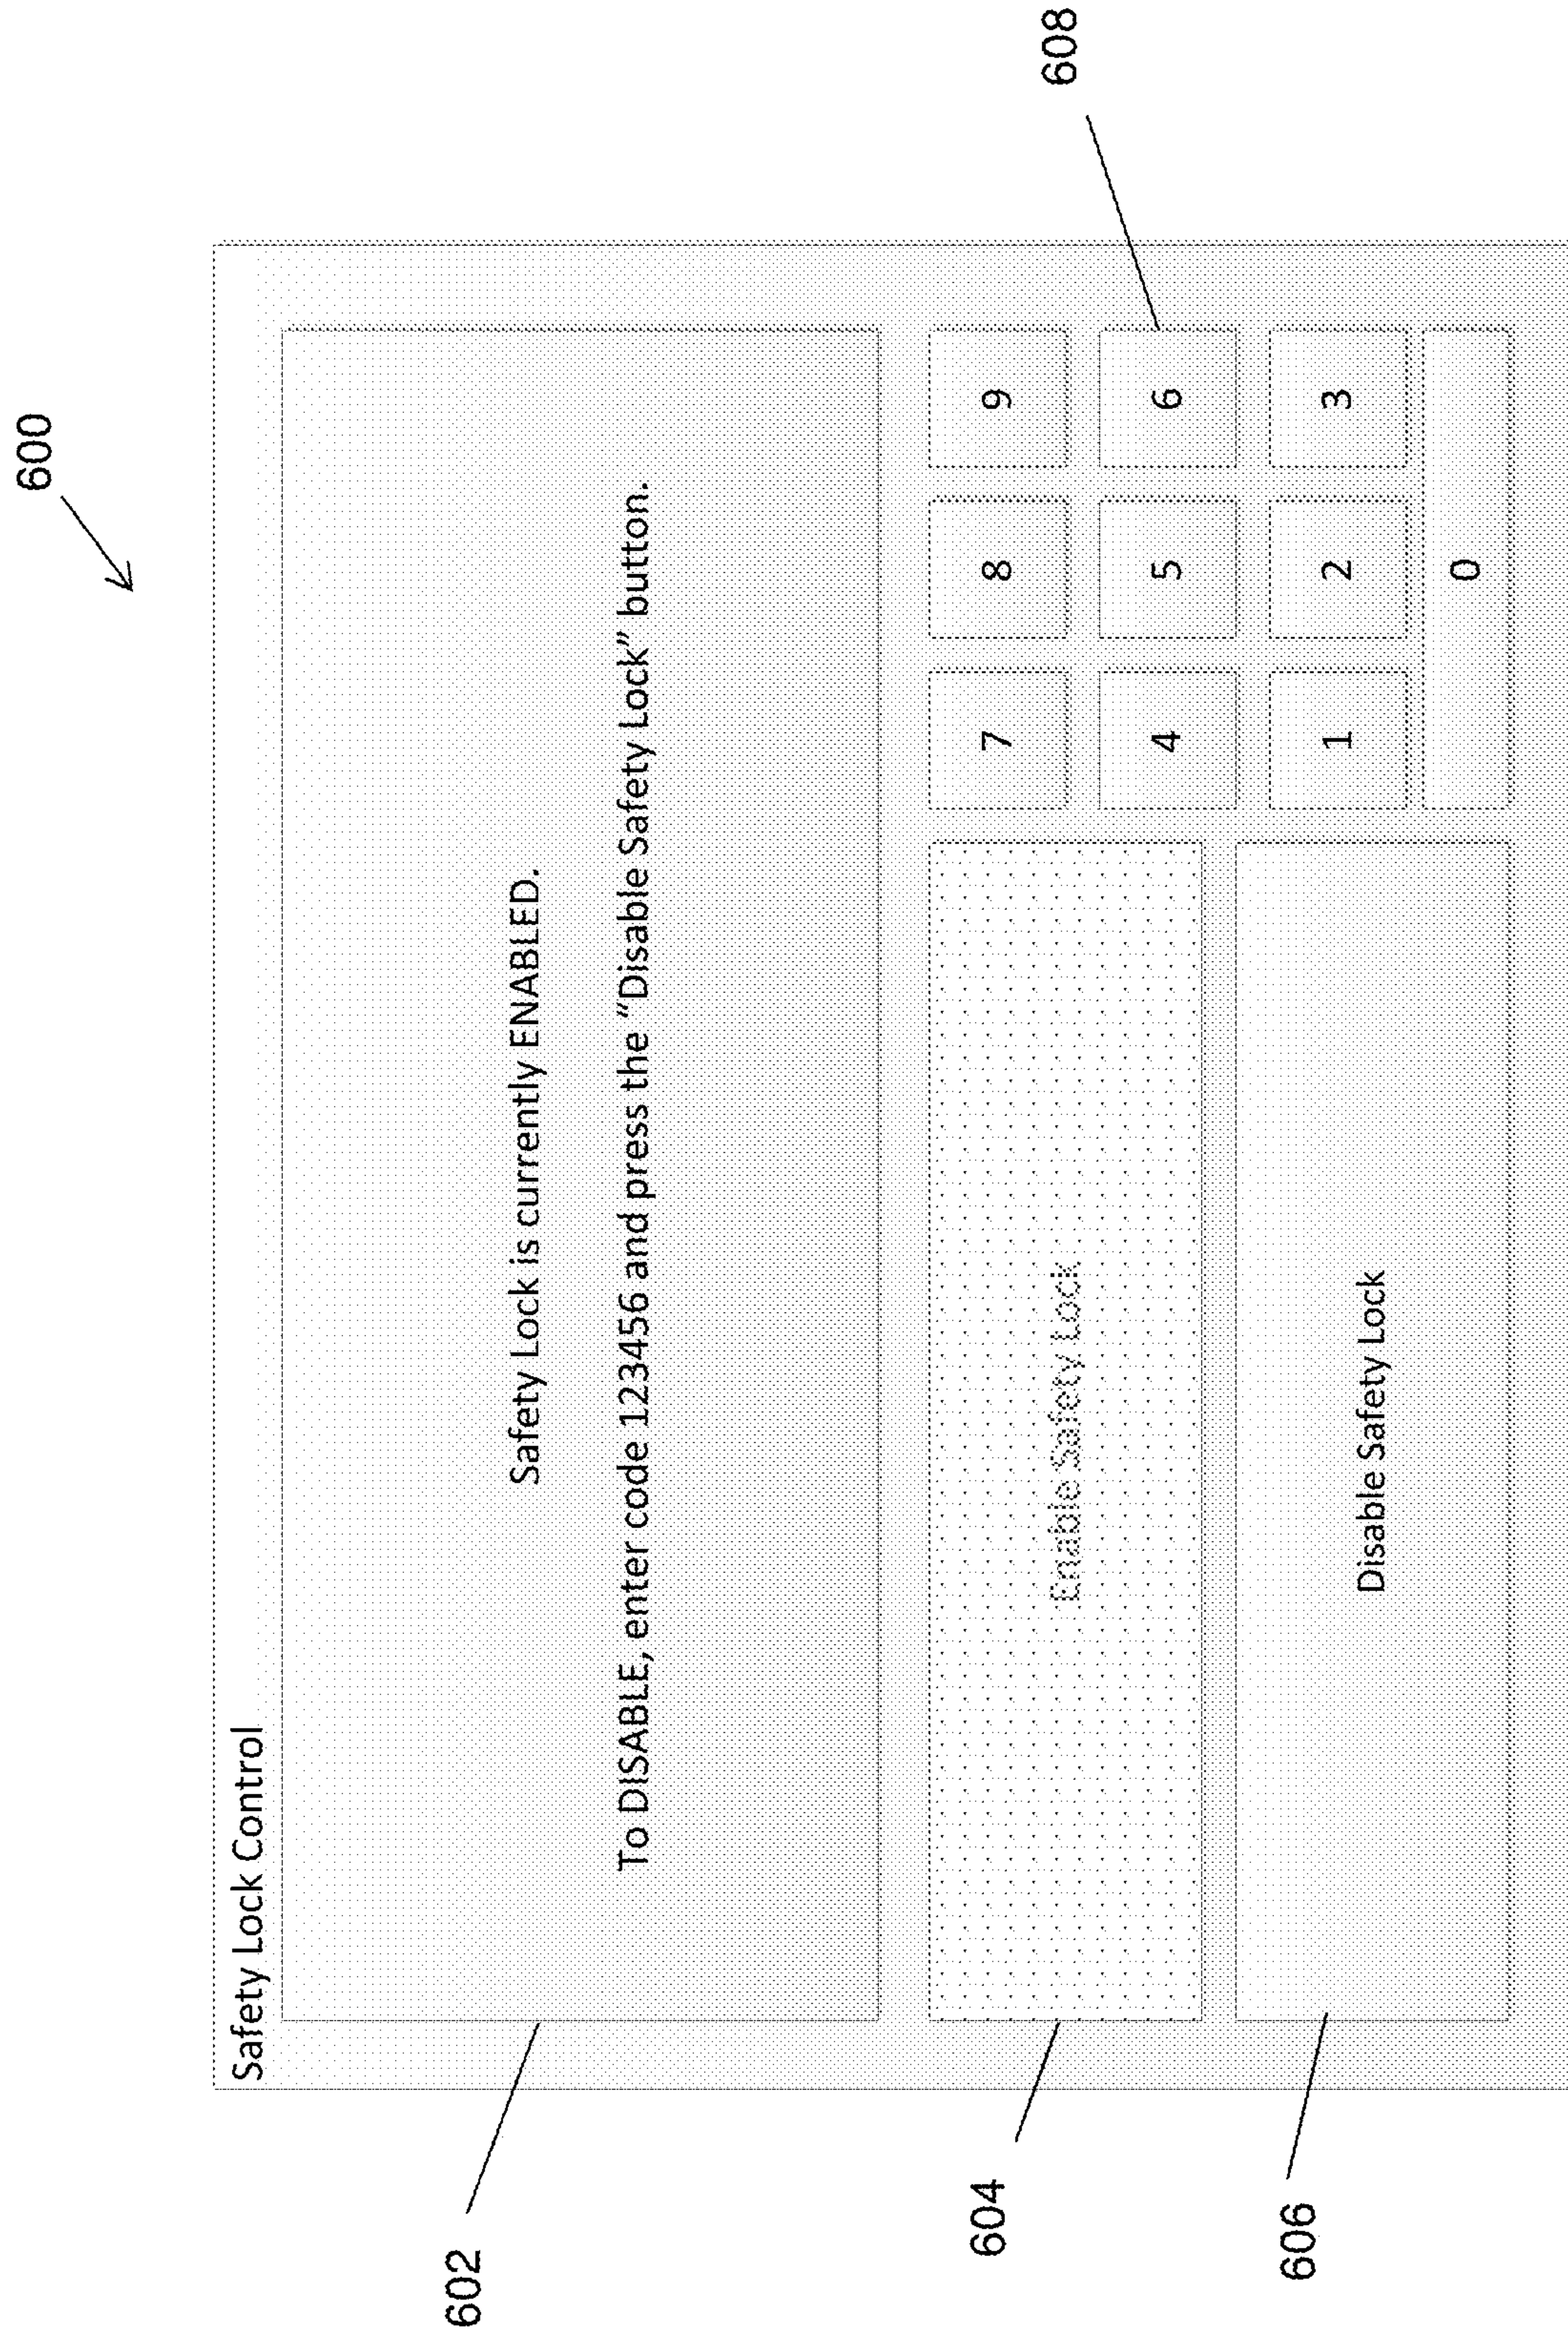 600
Safety Lock Control
602
Safety Lock is currently ENABLED.
To DISABLE, enter code 123456 and press the “Disable Safety Lock” button.
604
Enable Safety Lock
606
Disable Safety Lock
7 8 9
4 5 6
608
1 2 3
0